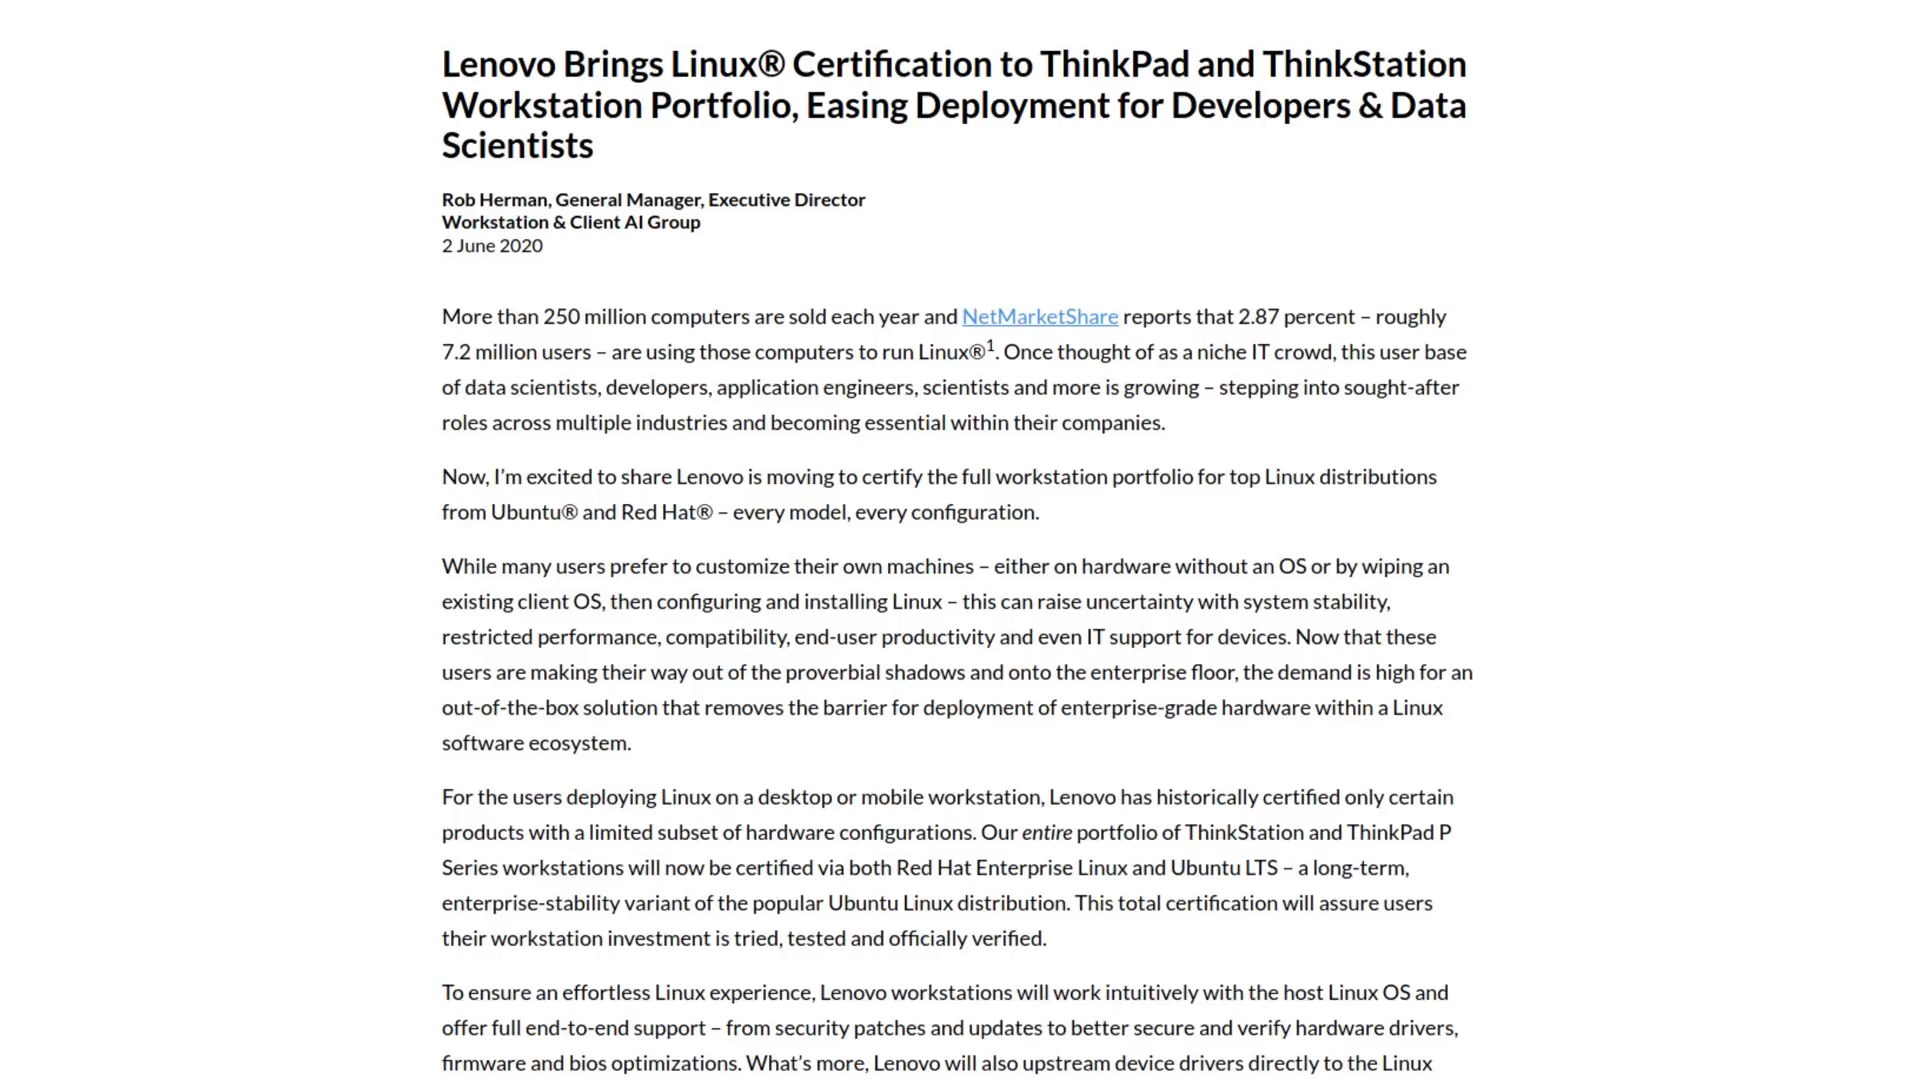 Lenovo Brings Linux® Certification to ThinkPad and ThinkStation
Workstation Portfolio, Easing Deployment for Developers & Data
Scientists
Rob Herman, General Manager, Executive Director
Workstation & Client AI Group
2 June 2020
More than 250 million computers are sold each year and NetMarketShare reports that 2.87 percent – roughly
7.2 million users – are using those computers to run Linux®1. Once thought of as a niche IT crowd, this user base
of data scientists, developers, application engineers, scientists and more is growing – stepping into sought-after
roles across multiple industries and becoming essential within their companies.
Now, I’m excited to share Lenovo is moving to certify the full workstation portfolio for top Linux distributions
from Ubuntu® and Red Hat® – every model, every configuration.
While many users prefer to customize their own machines – either on hardware without an OS or by wiping an
existing client OS, then configuring and installing Linux – this can raise uncertainty with system stability,
restricted performance, compatibility, end-user productivity and even IT support for devices. Now that these
users are making their way out of the proverbial shadows and onto the enterprise floor, the demand is high for an
out-of-the-box solution that removes the barrier for deployment of enterprise-grade hardware within a Linux
software ecosystem.
For the users deploying Linux on a desktop or mobile workstation, Lenovo has historically certified only certain
products with a limited subset of hardware configurations. Our entire portfolio of ThinkStation and ThinkPad P
Series workstations will now be certified via both Red Hat Enterprise Linux and Ubuntu LTS – a long-term,
enterprise-stability variant of the popular Ubuntu Linux distribution. This total certification will assure users
their workstation investment is tried, tested and officially verified.
To ensure an effortless Linux experience, Lenovo workstations will work intuitively with the host Linux OS and
offer full end-to-end support – from security patches and updates to better secure and verify hardware drivers,
firmware and bios optimizations. What’s more, Lenovo will also upstream device drivers directly to the Linux